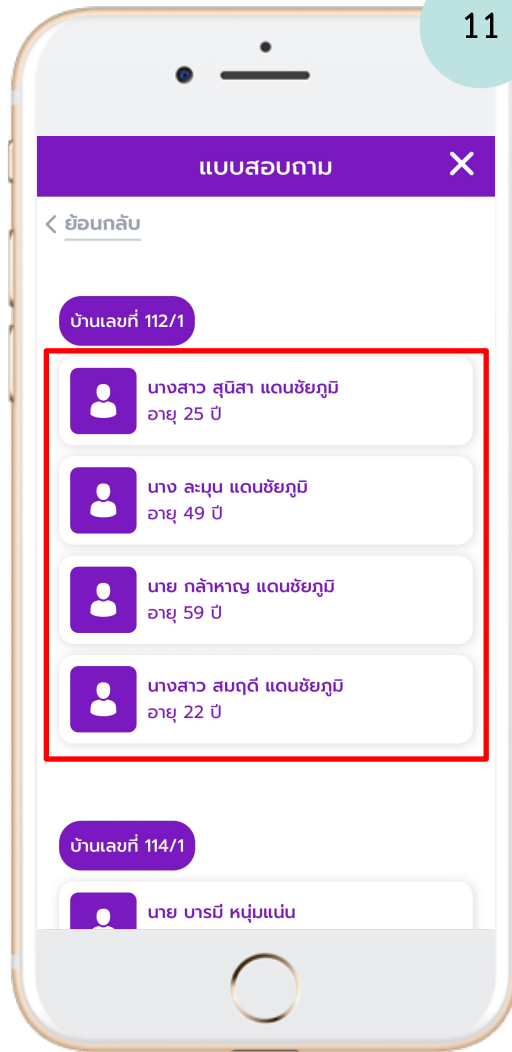 11
แบบสอบถาม
ย้อนกลับ
บ้านเลขที่ 112/1
นางสาว สุนิสา แดนชัยภูมิ
อายุ 25 ปี
นาง ละมุน แดนชัยภูมิ
อายุ 49 ปี
นาย กล้าหาญ แดนชัยภูมิ
อายุ 59 ปี
นางสาว สมฤดี แดนชัยภูมิ
อายุ 22 ปี
บ้านเลขที่ 114/1
นาย บารมี หนุ่มแน่น